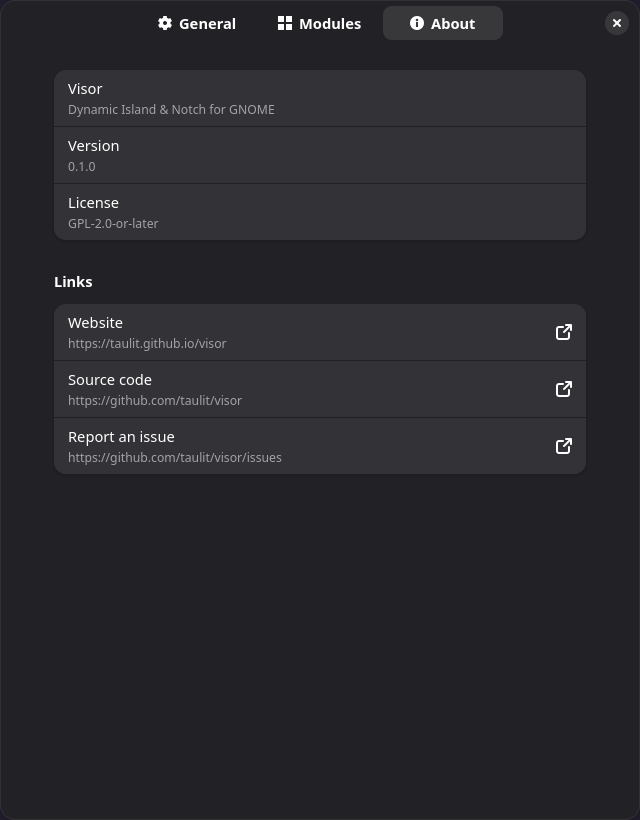 General
Modules
About
Visor
Dynamic Island & Notch for GNOME
Version
0.1.0
License
GPL-2.0-or-later
Links
Website
https://taulit.github.io/visor
Source code
https://github.com/taulit/visor
Report an issue
https://github.com/taulit/visor/issues